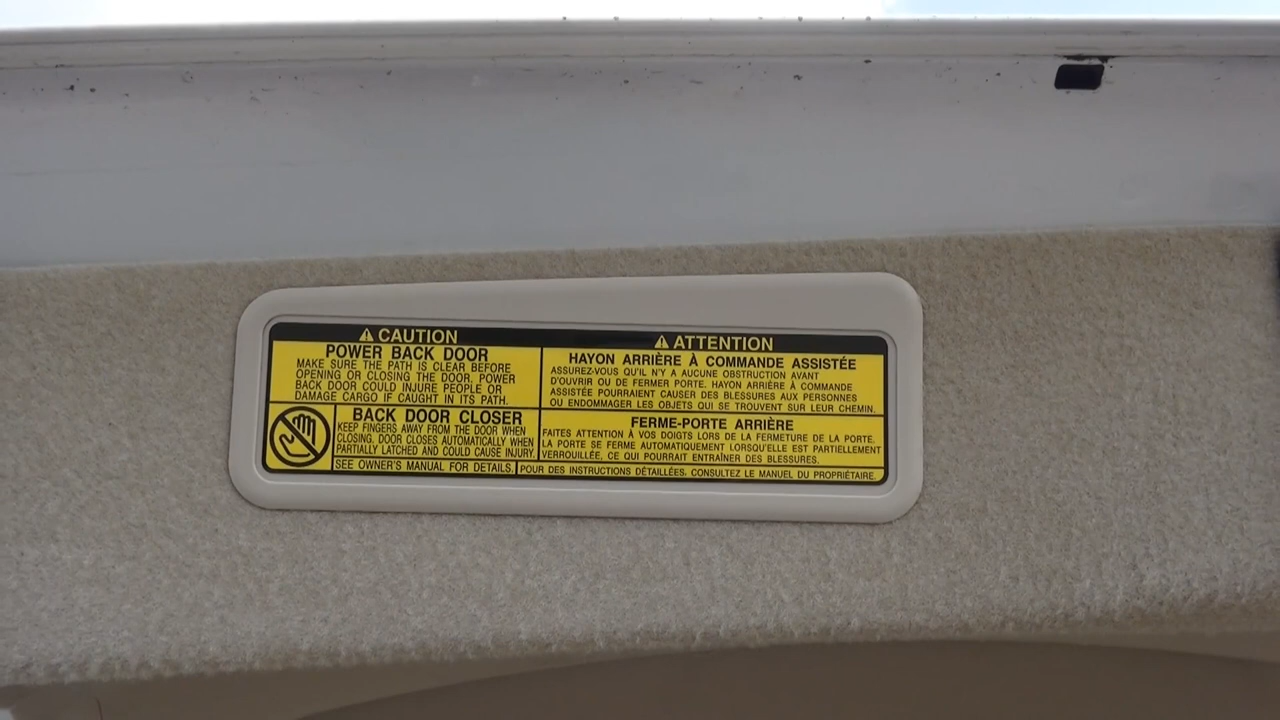 CAUTION
POWER BACK DOOR
MAKE SURE THE PATH IS CLEAR BEFORE
OPENING OR CLOSING THE DOOR. POWER
BACK DOOR COULD INJURE PEOPLE OR
DAMAGE CARGO IF CAUGHT IN ITS PATH.
BACK DOOR CLOSER
KEEP FINGERS AWAY FROM THE DOOR WHEN
CLOSING. DOOR CLOSES AUTOMATICALLY WHEN
PARTIALLY LATCHED AND COULD CAUSE INJURY.
SEE OWNER'S MANUAL FOR DETAILS.
ATTENTION
HAYON ARRIÈRE À COMMANDE ASSISTÉE
ASSUREZ-VOUS QU'IL N'Y A AUCUNE OBSTRUCTION AVANT
D'OUVRIR OU DE FERMER PORTE. HAYON ARRIÈRE À COMMANDE
ASSISTÉE POURRAIENT CAUSER DES BLESSURES AUX PERSONNES
OU ENDOMMAGER LES OBJETS QUI SE TROUVENT SUR LEUR CHEMIN.
FERME-PORTE ARRIÈRE
FAITES ATTENTION À VOS DOIGTS LORS DE LA FERMETURE DE LA PORTE.
LA PORTE SE FERME AUTOMATIQUEMENT LORSQU'ELLE EST PARTIELLEMENT
VERROUILLÉE, CE QUI POURRAIT ENTRAÎNER DES BLESSURES.
POUR DES INSTRUCTIONS DÉTAILLÉES, CONSULTEZ LE MANUEL DU PROPRIÉTAIRE.